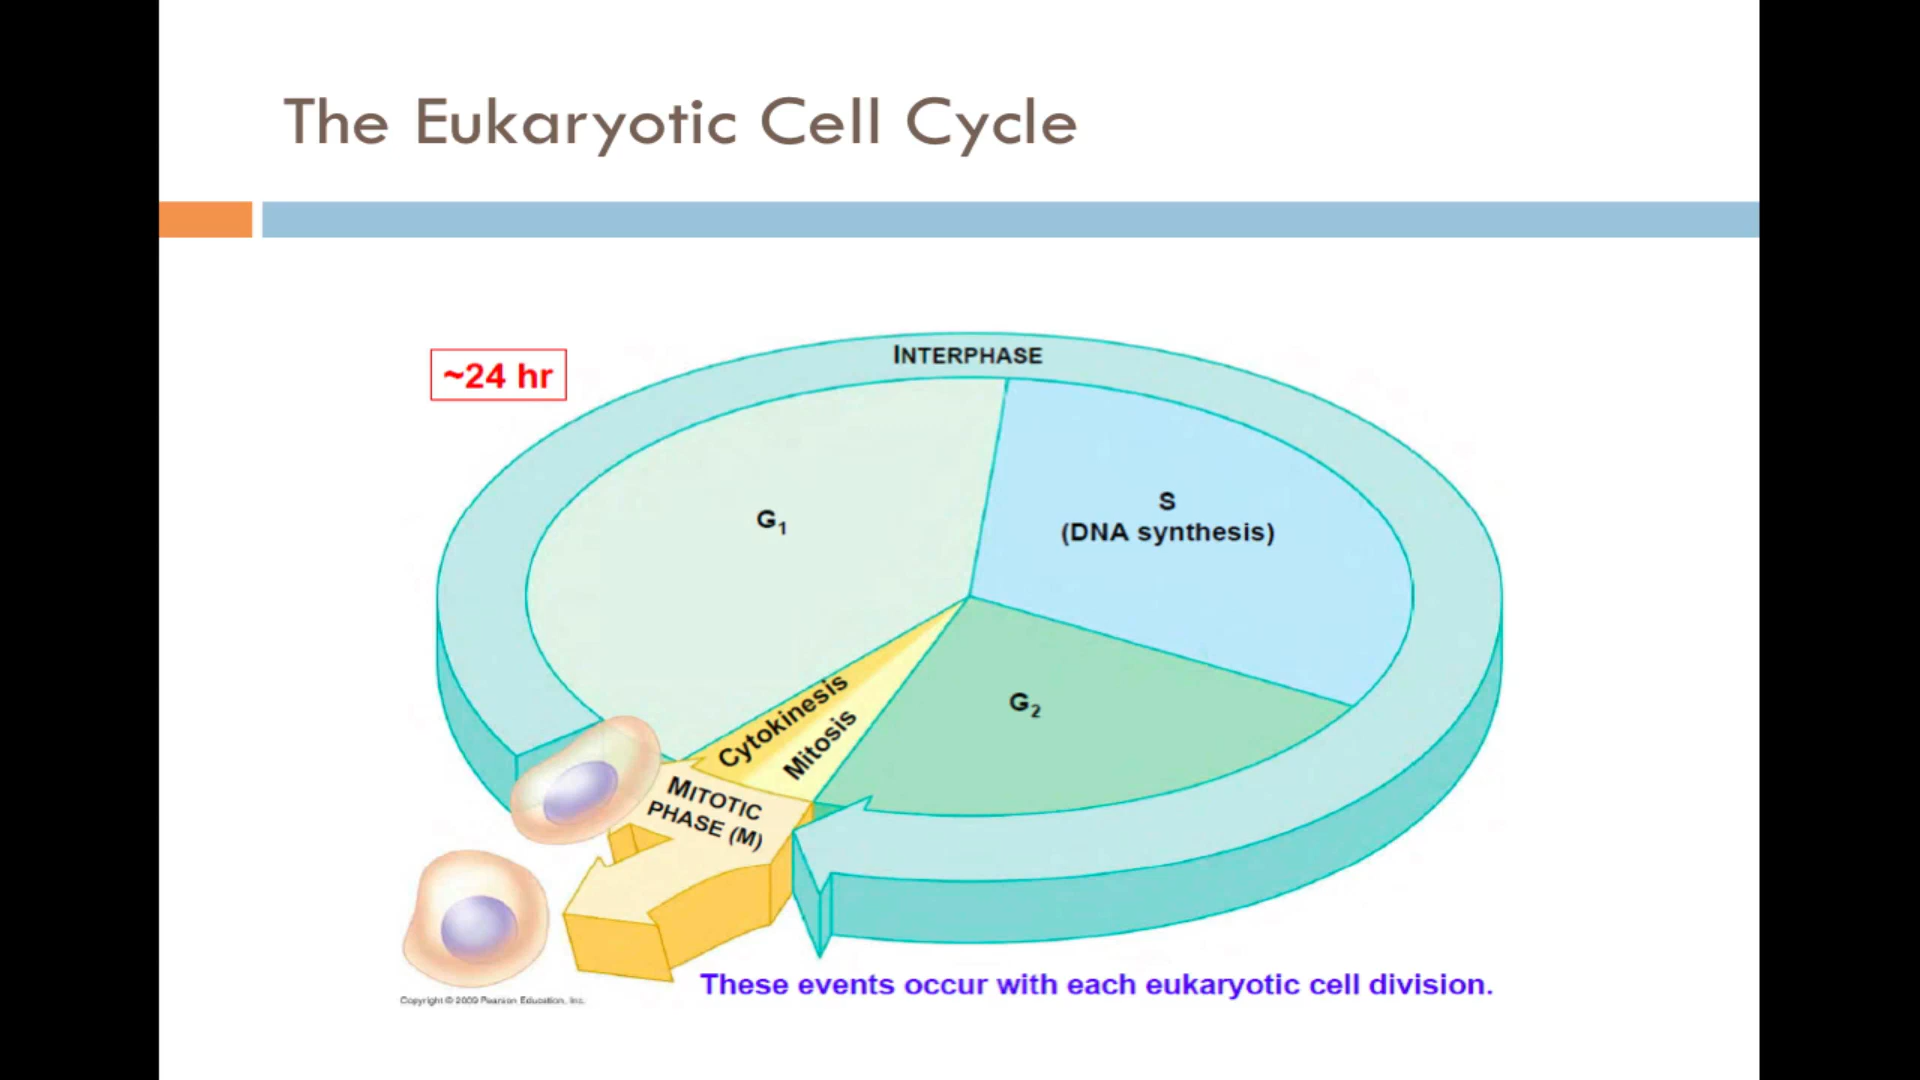 The Eukaryotic Cell Cycle
~24 hr
INTERPHASE
G₁
S
(DNA synthesis)
G₂
Cytokinesis
Mitosis
MITOTIC
PHASE (M)
These events occur with each eukaryotic cell division.
Copyright © 2009 Pearson Education, Inc.